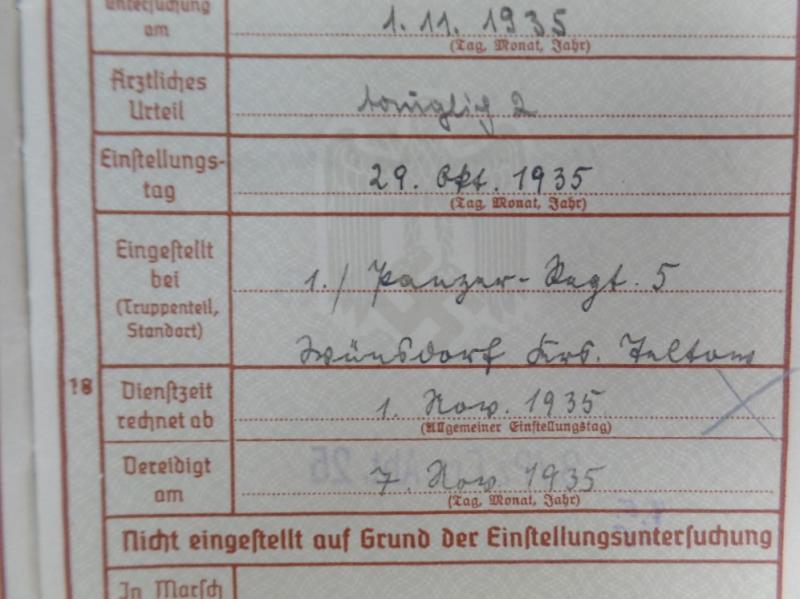 untersuchung
am
1. 11. 1935
(Tag, Monat, Jahr)
Ärztliches
Urteil
tauglich 2
Einstellungs-
tag
29. Okt. 1935
(Tag, Monat, Jahr)
Eingestellt
bei
(Truppenteil,
Standort)
1./Panzer-Regt. 5
Wünsdorf Krs. Teltow
18
Dienstzeit
rechnet ab
1. Nov. 1935
(Allgemeiner Einstellungstag)
Vereidigt
am
7. Nov. 1935
(Tag, Monat, Jahr)
Abt. 25
Nicht eingestellt auf Grund der Einstellungsuntersuchung
In Marsch